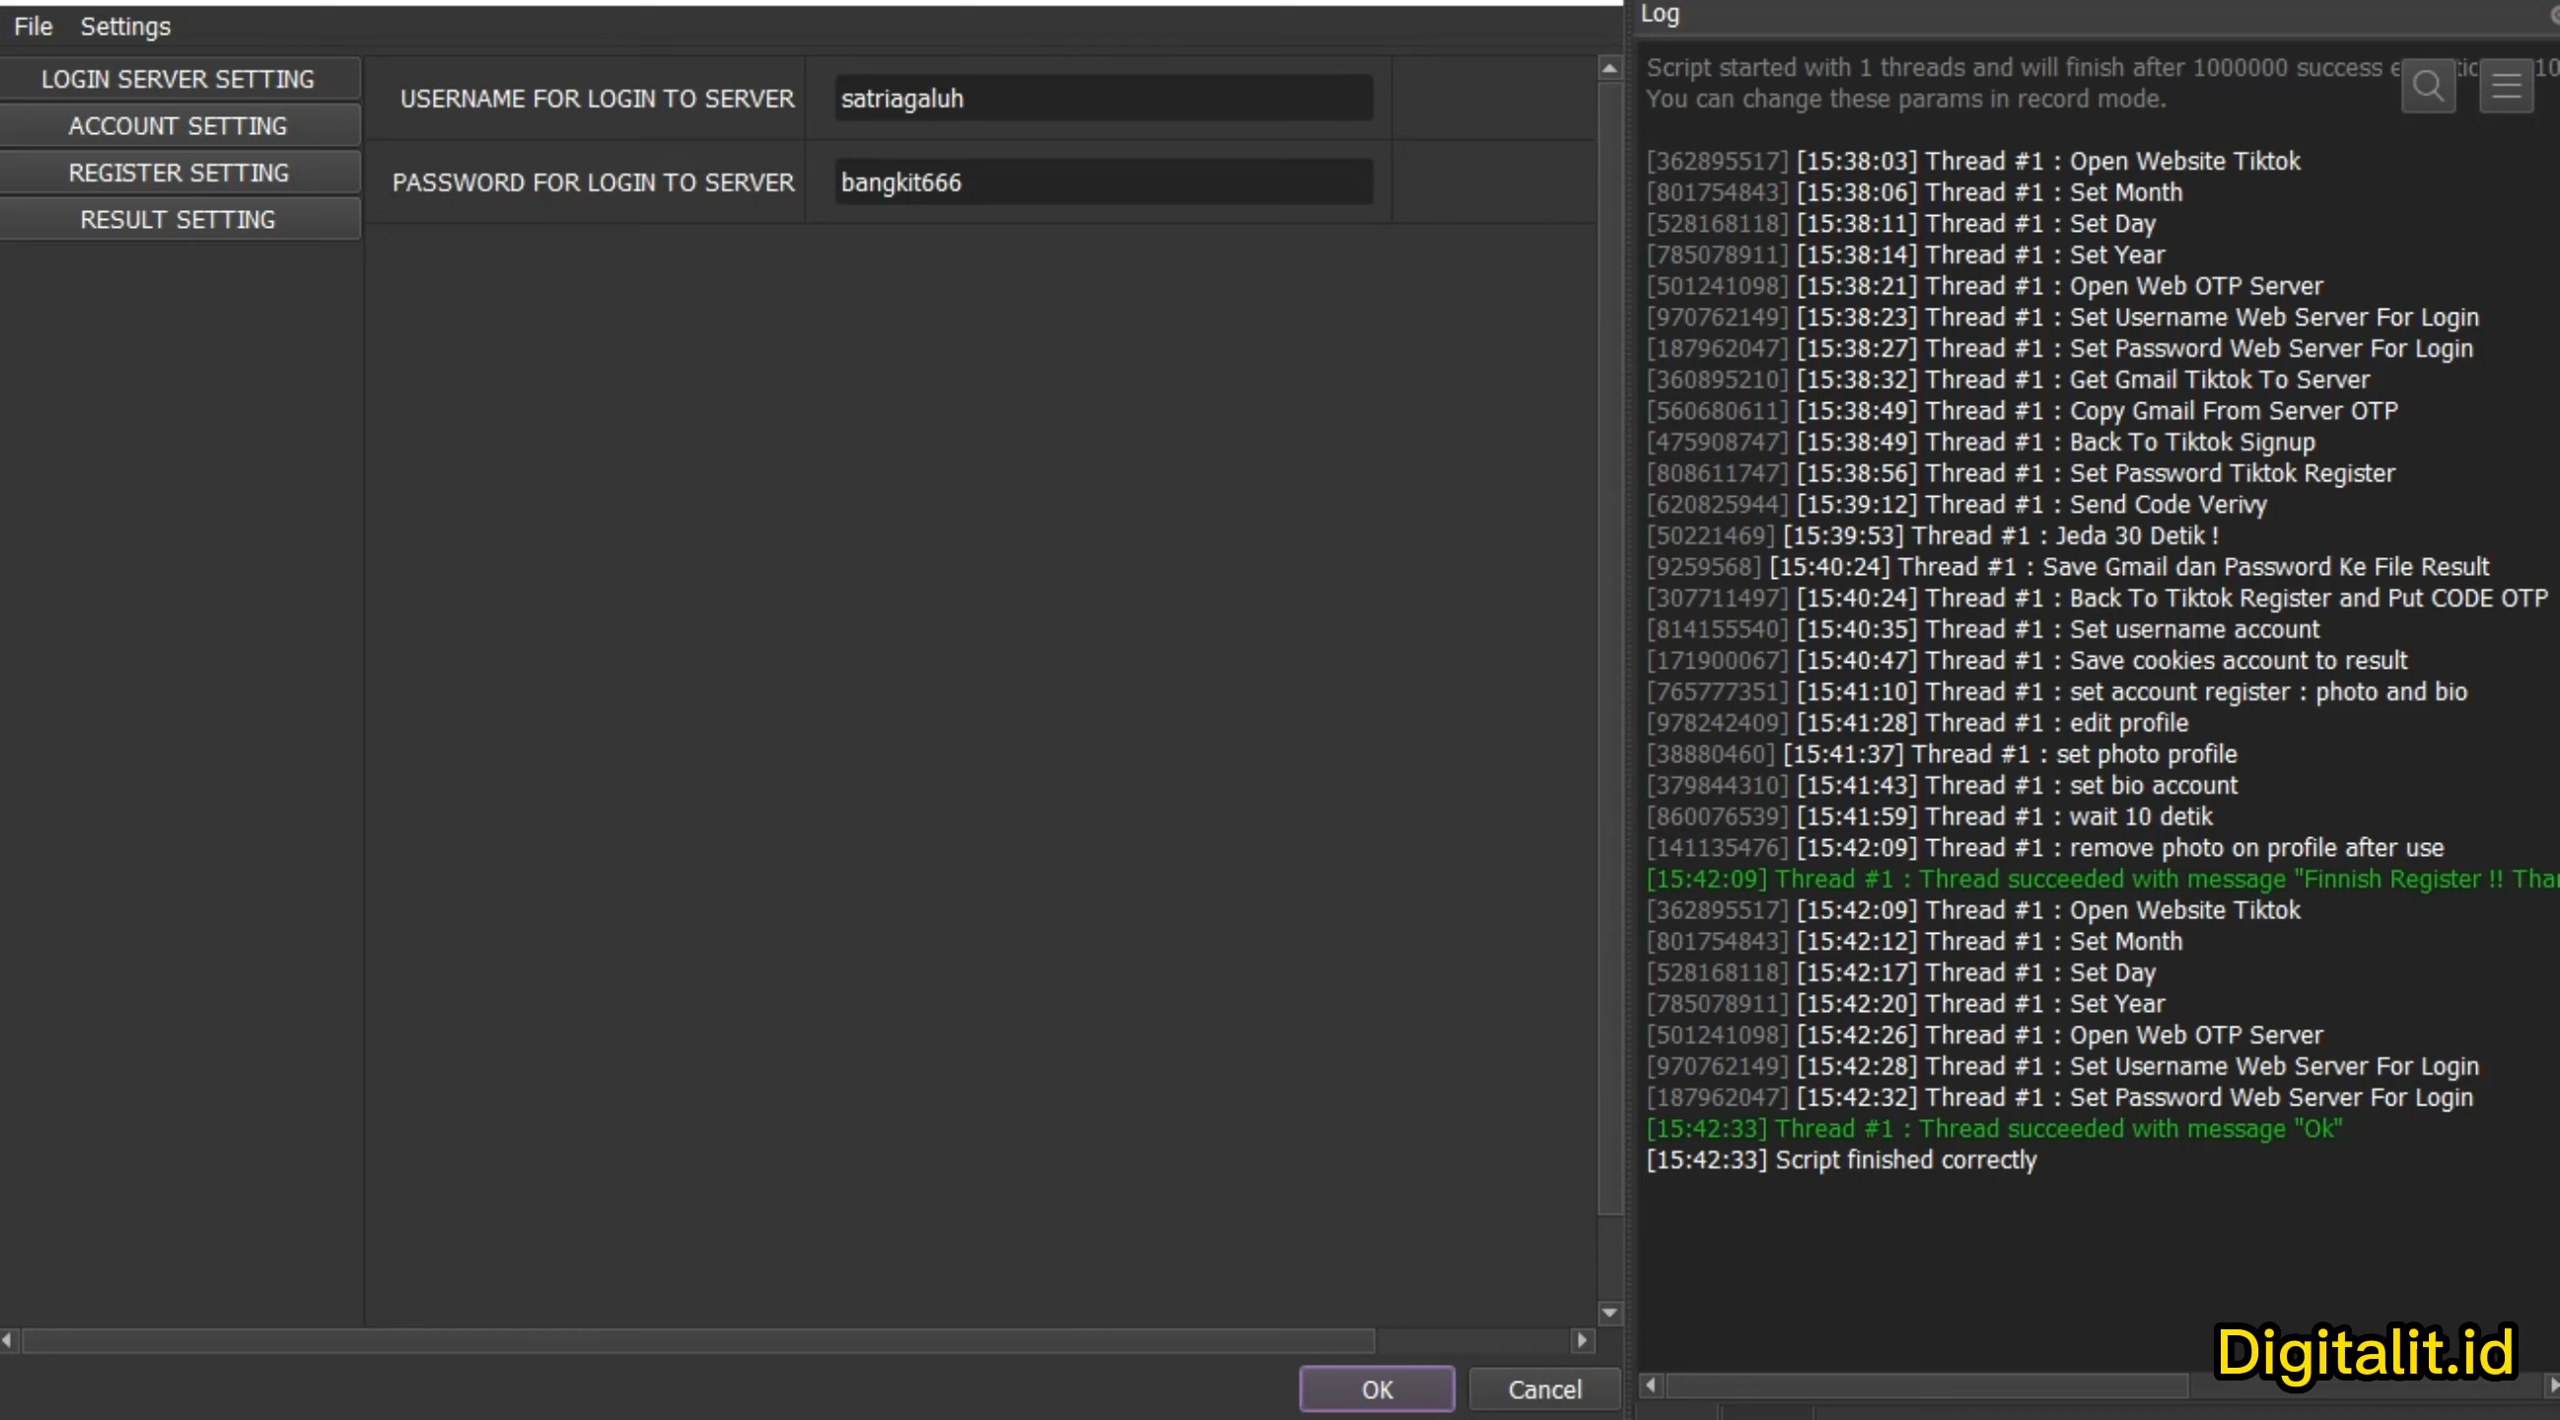 File Settings
LOGIN SERVER SETTING
ACCOUNT SETTING
REGISTER SETTING
RESULT SETTING
USERNAME FOR LOGIN TO SERVER satriagaluh
PASSWORD FOR LOGIN TO SERVER bangkit666
OK Cancel
Log
Script started with 1 threads and will finish after 1000000 success
You can change these params in record mode.
[362895517] [15:38:03] Thread #1 : Open Website Tiktok
[801754843] [15:38:06] Thread #1 : Set Month
[528168118] [15:38:11] Thread #1 : Set Day
[785078911] [15:38:14] Thread #1 : Set Year
[501241098] [15:38:21] Thread #1 : Open Web OTP Server
[970762149] [15:38:23] Thread #1 : Set Username Web Server For Login
[187962047] [15:38:27] Thread #1 : Set Password Web Server For Login
[360895210] [15:38:32] Thread #1 : Get Gmail Tiktok To Server
[560680611] [15:38:49] Thread #1 : Copy Gmail From Server OTP
[475908747] [15:38:49] Thread #1 : Back To Tiktok Signup
[808611747] [15:38:56] Thread #1 : Set Password Tiktok Register
[620825944] [15:39:12] Thread #1 : Send Code Verivy
[50221469] [15:39:53] Thread #1 : Jeda 30 Detik !
[9259568] [15:40:24] Thread #1 : Save Gmail dan Password Ke File Result
[307711497] [15:40:24] Thread #1 : Back To Tiktok Register and Put CODE OTP
[814155540] [15:40:35] Thread #1 : Set username account
[171900067] [15:40:47] Thread #1 : Save cookies account to result
[765777351] [15:41:10] Thread #1 : set account register : photo and bio
[978242409] [15:41:28] Thread #1 : edit profile
[38880460] [15:41:37] Thread #1 : set photo profile
[379844310] [15:41:43] Thread #1 : set bio account
[860076539] [15:41:59] Thread #1 : wait 10 detik
[141135476] [15:42:09] Thread #1 : remove photo on profile after use
[15:42:09] Thread #1 : Thread succeeded with message "Finnish Register !!
[362895517] [15:42:09] Thread #1 : Open Website Tiktok
[801754843] [15:42:12] Thread #1 : Set Month
[528168118] [15:42:17] Thread #1 : Set Day
[785078911] [15:42:20] Thread #1 : Set Year
[501241098] [15:42:26] Thread #1 : Open Web OTP Server
[970762149] [15:42:28] Thread #1 : Set Username Web Server For Login
[187962047] [15:42:32] Thread #1 : Set Password Web Server For Login
[15:42:33] Thread #1 : Thread succeeded with message "Ok"
[15:42:33] Script finished correctly
Digitalit.id